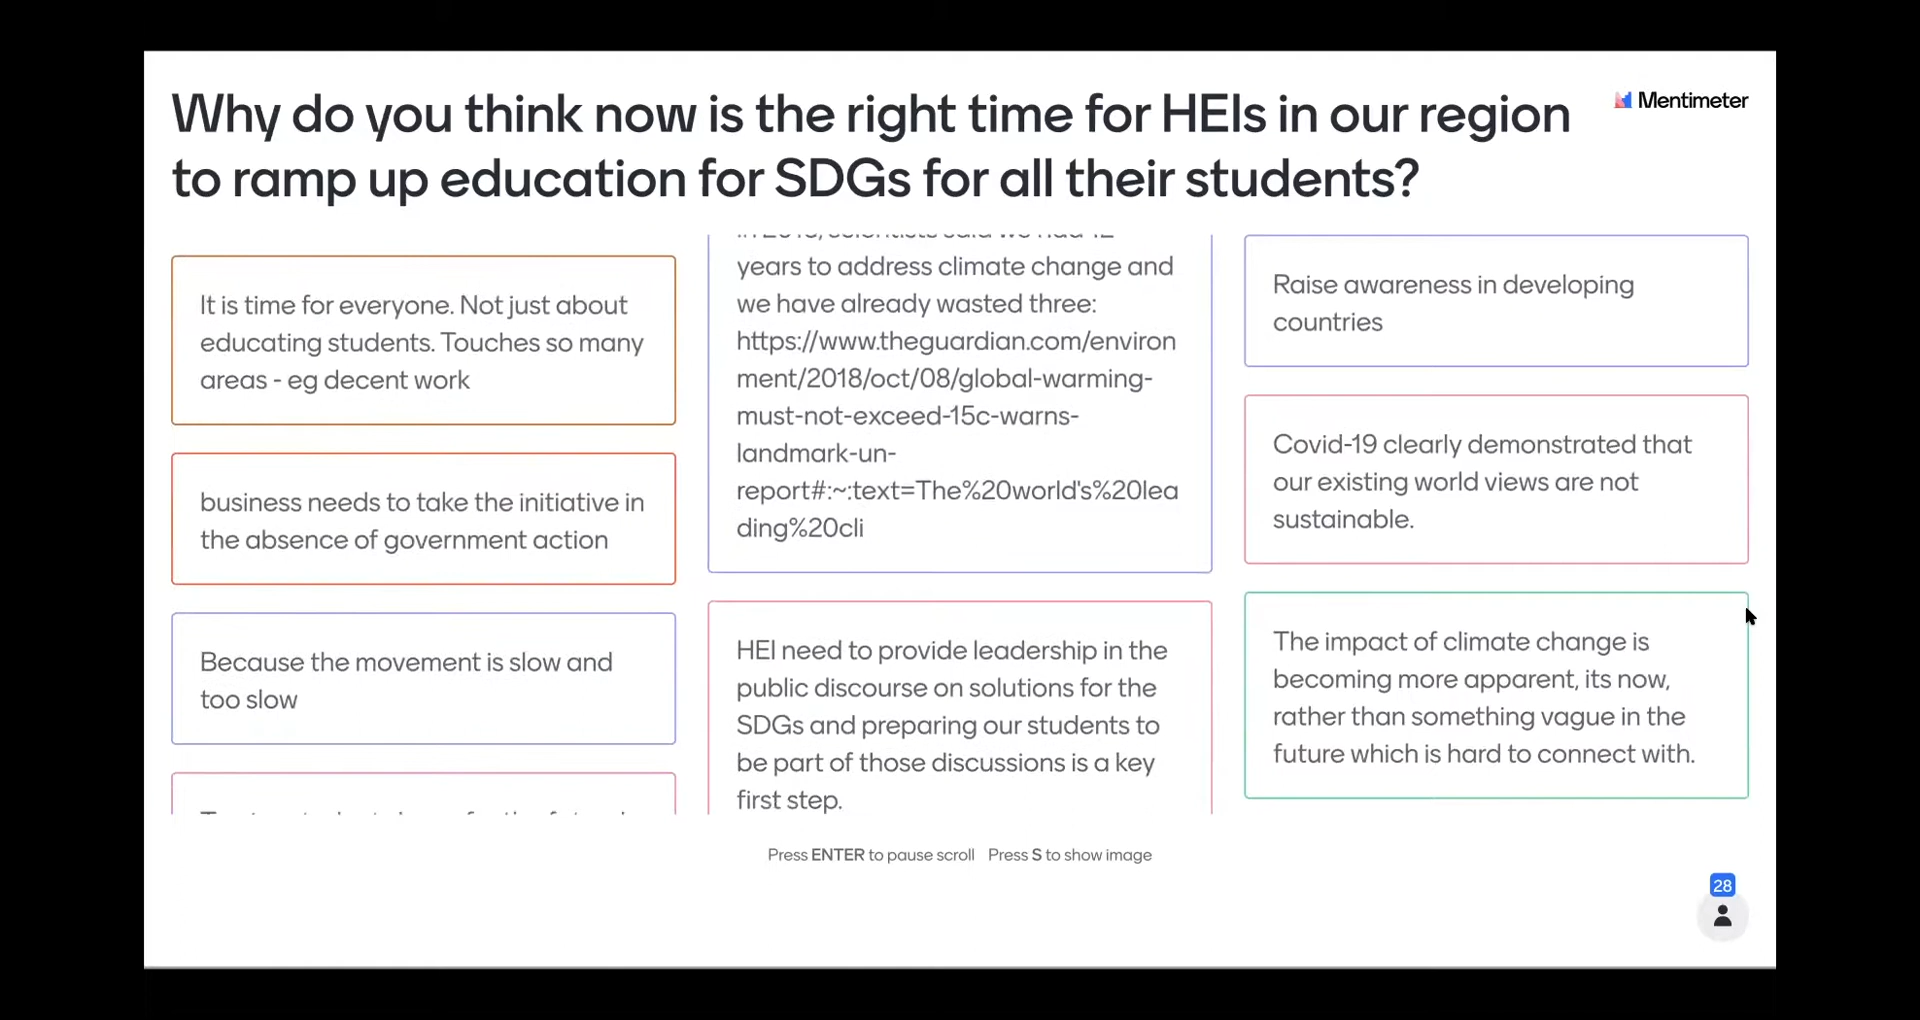 Why do you think now is the right time for HEIs in our region
to ramp up education for SDGs for all their students?
Mentimeter
It is time for everyone. Not just about
educating students. Touches so many
areas - eg decent work
business needs to take the initiative in
the absence of government action
Because the movement is slow and
too slow
years to address climate change and
we have already wasted three:
https://www.theguardian.com/environ
ment/2018/oct/08/global-warming-
must-not-exceed-15c-warns-
landmark-un-
report#:~:text=The%20world's%20lea
ding%20cli
HEI need to provide leadership in the
public discourse on solutions for the
SDGs and preparing our students to
be part of those discussions is a key
first step.
Raise awareness in developing
countries
Covid-19 clearly demonstrated that
our existing world views are not
sustainable.
The impact of climate change is
becoming more apparent, its now,
rather than something vague in the
future which is hard to connect with.
Press ENTER to pause scroll Press S to show image
28